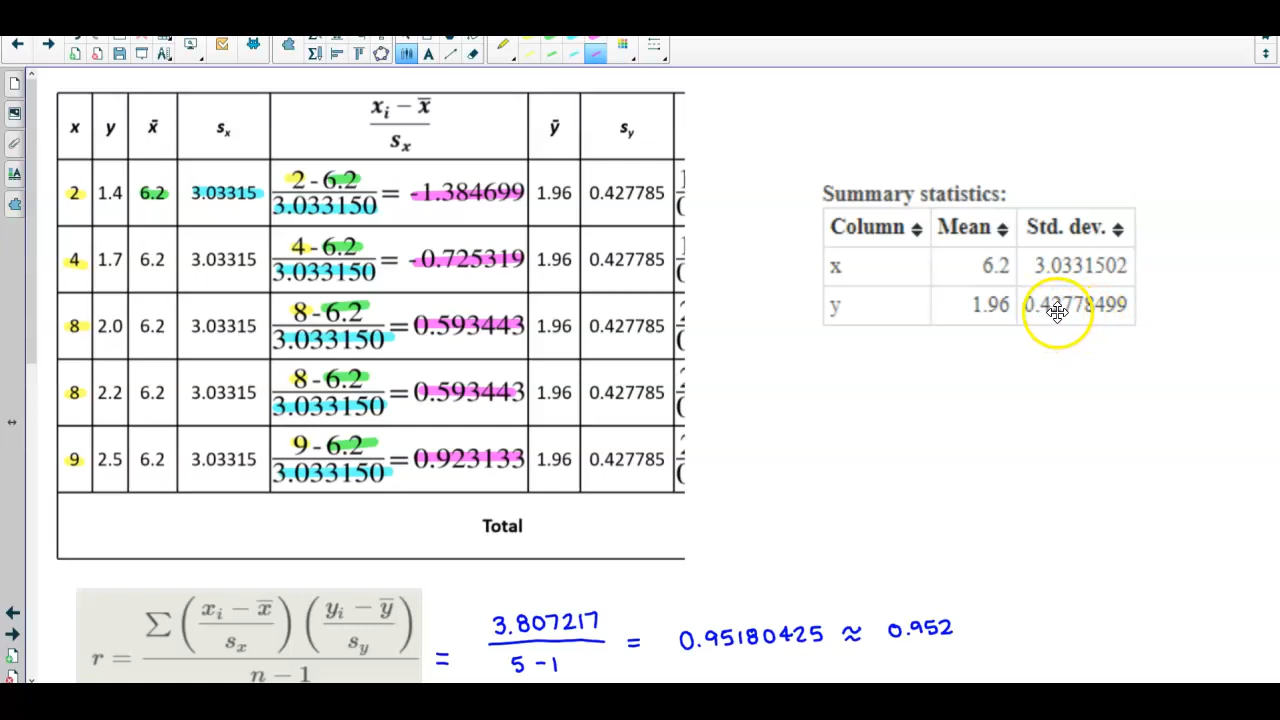 x y x̄ sₓ xᵢ − x̄ / sₓ ȳ s_y
2 1.4 6.2 3.03315 2 - 6.2 / 3.033150 = -1.384699 1.96 0.427785
4 1.7 6.2 3.03315 4 - 6.2 / 3.033150 = -0.725319 1.96 0.427785
8 2.0 6.2 3.03315 8 - 6.2 / 3.033150 = 0.593443 1.96 0.427785
8 2.2 6.2 3.03315 8 - 6.2 / 3.033150 = 0.593443 1.96 0.427785
9 2.5 6.2 3.03315 9 - 6.2 / 3.033150 = 0.923133 1.96 0.427785
Total
Summary statistics:
Column Mean Std. dev.
x 6.2 3.0331502
y 1.96 0.42778499
r = ∑ (xᵢ − x̄ / sₓ) (yᵢ − ȳ / s_y) / n − 1 = 3.807217 / 5 - 1 = 0.95180425 ≈ 0.952